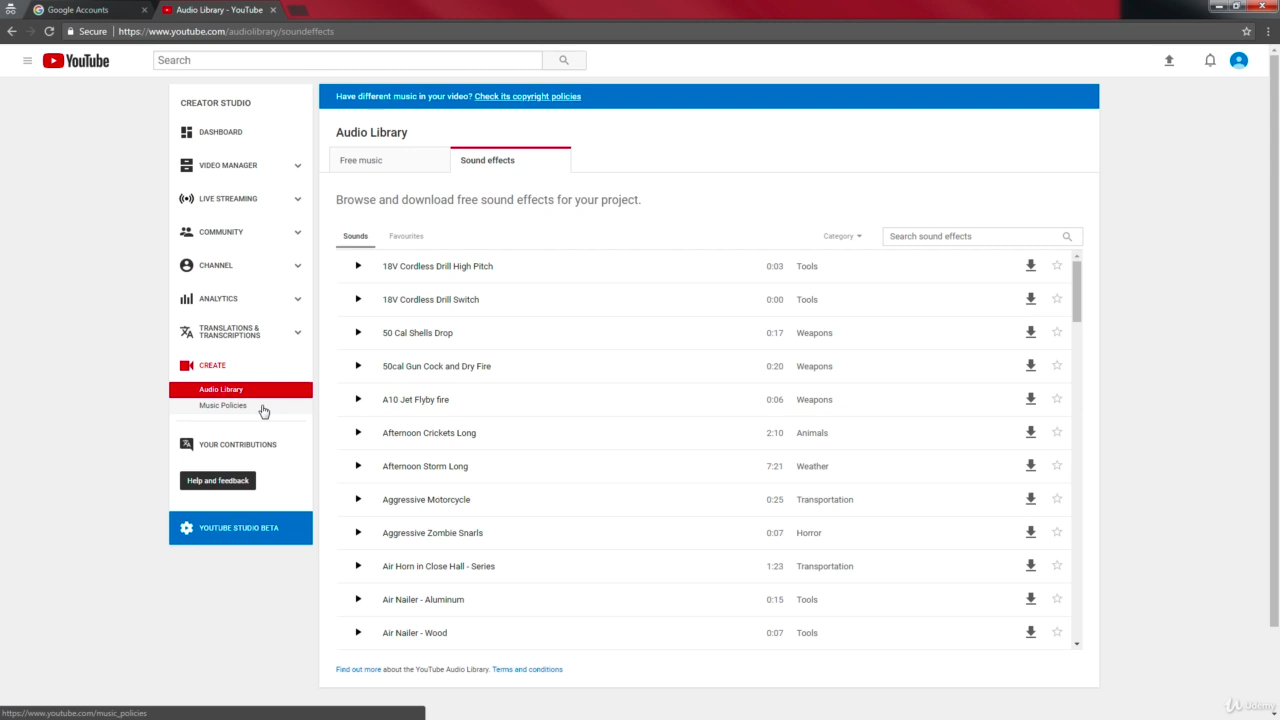 Google Accounts
Audio Library - YouTube
Secure
https://www.youtube.com/audiolibrary/soundeffects
YouTube
Search
CREATOR STUDIO
DASHBOARD
VIDEO MANAGER
LIVE STREAMING
COMMUNITY
CHANNEL
ANALYTICS
TRANSLATIONS &
TRANSCRIPTIONS
CREATE
Audio Library
Music Policies
YOUR CONTRIBUTIONS
Help and feedback
YOUTUBE STUDIO BETA
Have different music in your video? Check its copyright policies
Audio Library
Free music
Sound effects
Browse and download free sound effects for your project.
Sounds Favourites Category Search sound effects
18V Cordless Drill High Pitch 0:03 Tools
18V Cordless Drill Switch 0:00 Tools
50 Cal Shells Drop 0:17 Weapons
50cal Gun Cock and Dry Fire 0:20 Weapons
A10 Jet Flyby fire 0:06 Weapons
Afternoon Crickets Long 2:10 Animals
Afternoon Storm Long 7:21 Weather
Aggressive Motorcycle 0:25 Transportation
Aggressive Zombie Snarls 0:07 Horror
Air Horn in Close Hall - Series 1:23 Transportation
Air Nailer - Aluminum 0:15 Tools
Air Nailer - Wood 0:07 Tools
Find out more about the YouTube Audio Library. Terms and conditions
https://www.youtube.com/music_policies
Udemy